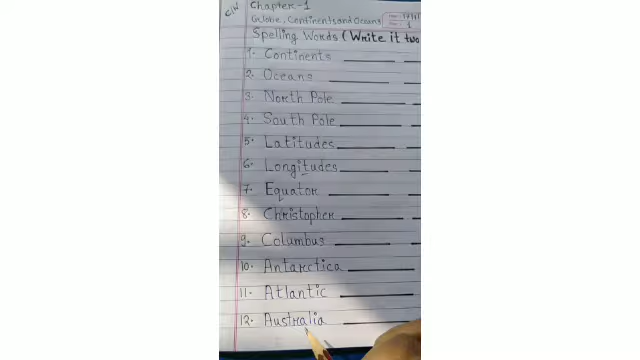 C/W
Chapter-1
Globe, Continents and Oceans
Spelling Words (Write it two
1. Continents
2. Oceans
3. North Pole
4. South Pole
5. Latitudes
6. Longitudes
7. Equator
8. Christopher
9. Columbus
10. Antarctica
11. Atlantic
12. Australia